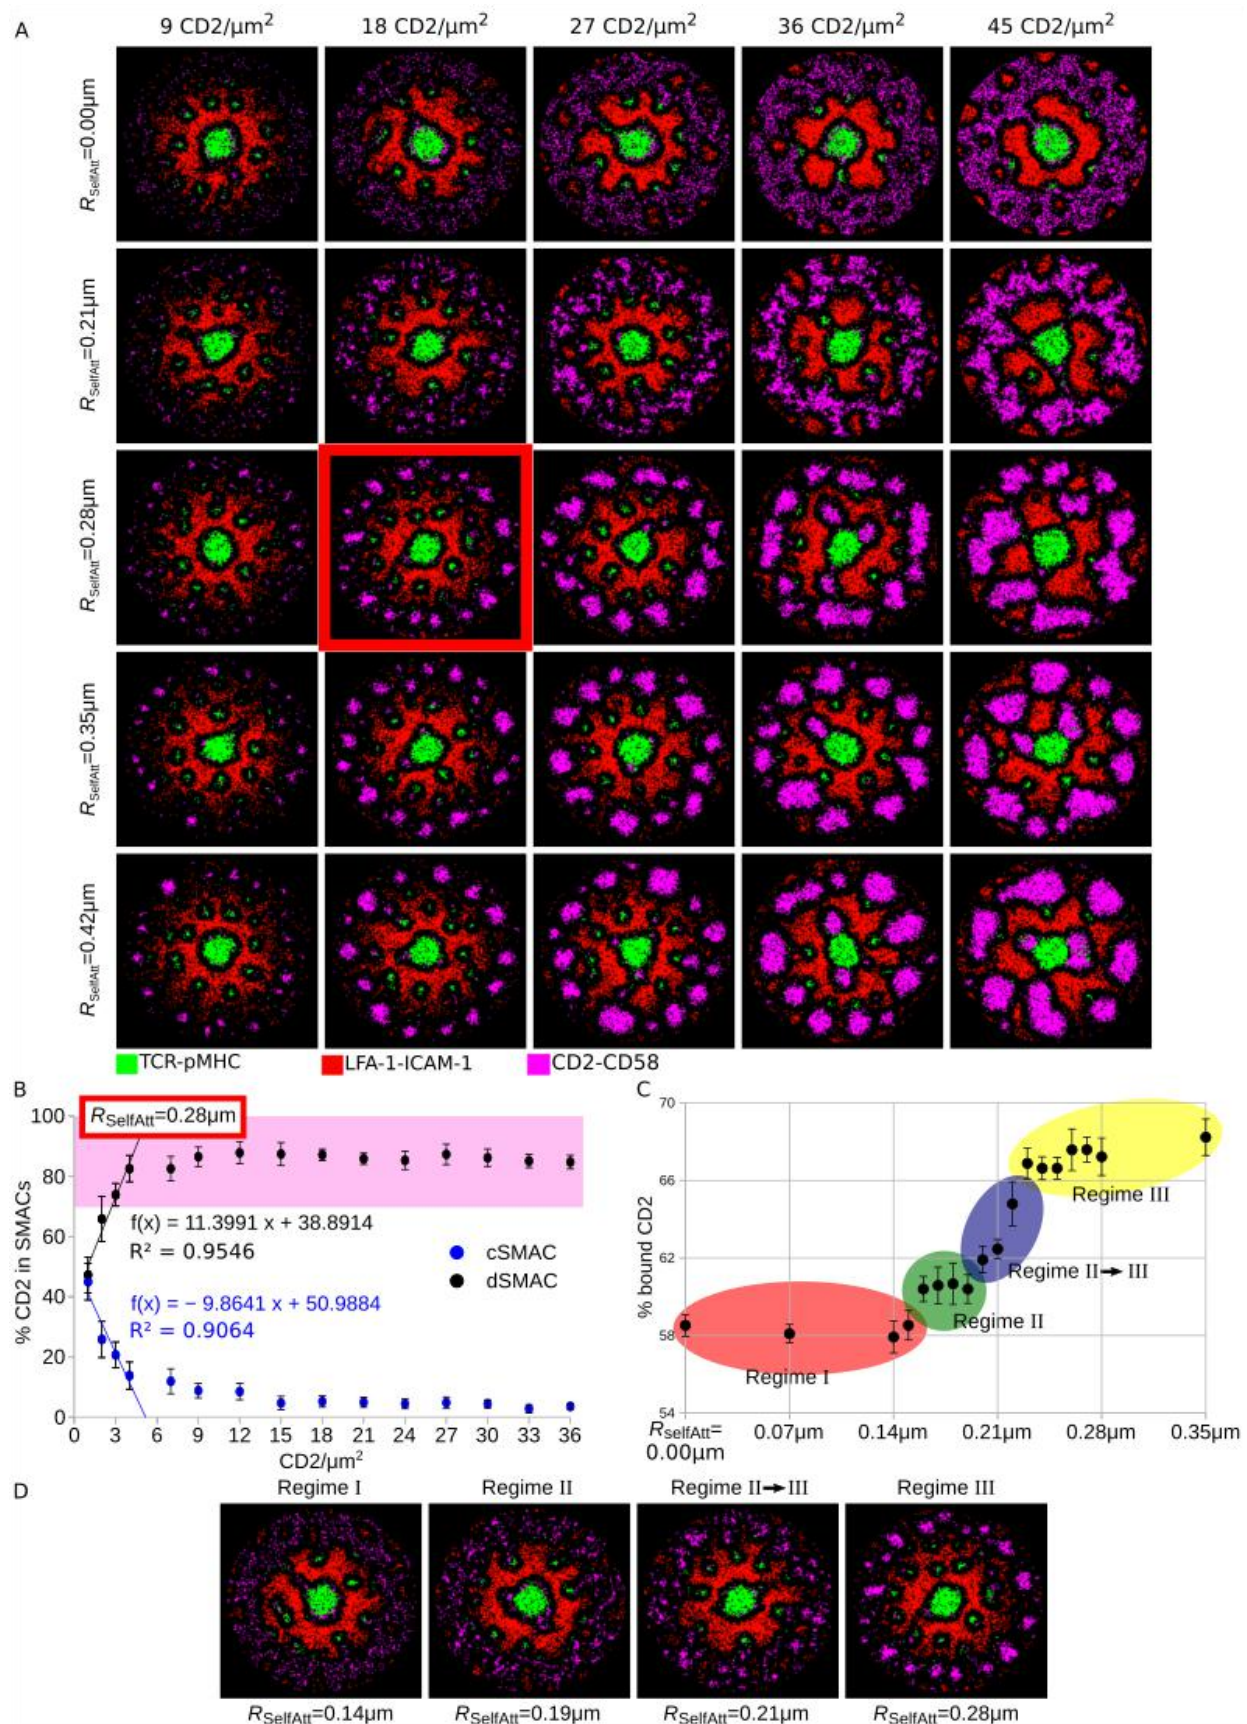 A
9 CD2/μm²
18 CD2/μm²
27 CD2/μm²
36 CD2/μm²
45 CD2/μm²
RSelfAtt=0.00μm
RSelfAtt=0.21μm
RSelfAtt=0.28μm
RSelfAtt=0.35μm
RSelfAtt=0.42μm
TCR-pMHC
LFA-1-ICAM-1
CD2-CD58
B
RSelfAtt=0.28μm
% CD2 in SMACs
100
80
60
40
20
0
f(x) = 11.3991 x + 38.8914
R² = 0.9546
f(x) = − 9.8641 x + 50.9884
R² = 0.9064
cSMAC
dSMAC
0 3 6 9 12 15 18 21 24 27 30 33 36
CD2/μm²
C
% bound CD2
70
66
62
58
54
Regime III
Regime II→III
Regime II
Regime I
RselfAtt=
0.00μm
0.07μm
0.14μm
0.21μm
0.28μm
0.35μm
D
Regime I
Regime II
Regime II→III
Regime III
RSelfAtt=0.14μm
RSelfAtt=0.19μm
RSelfAtt=0.21μm
RSelfAtt=0.28μm